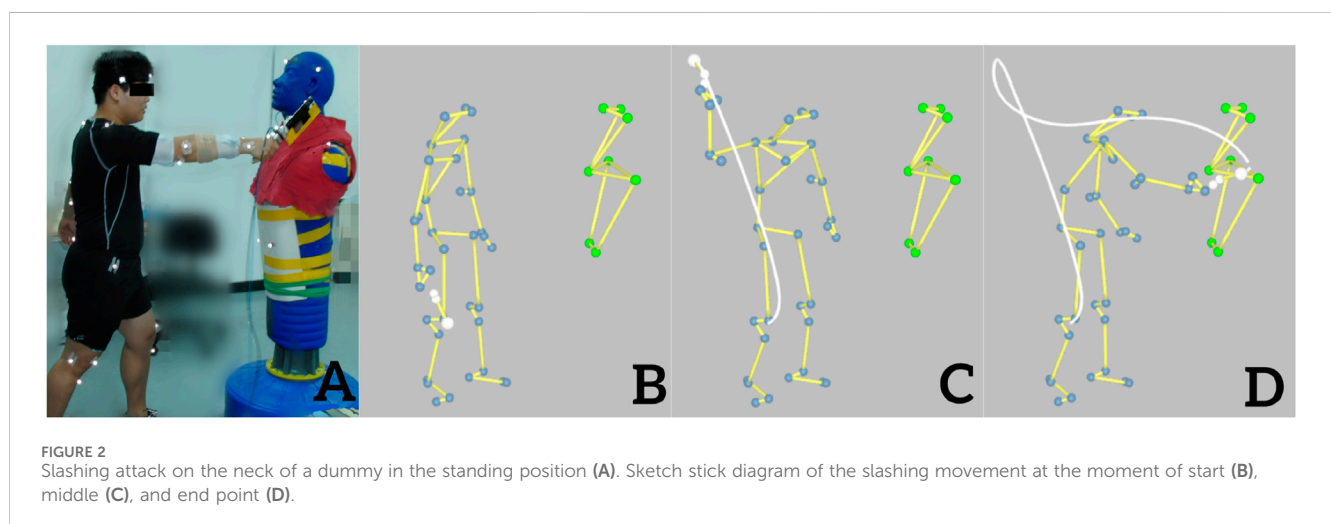 A
B
C
D
FIGURE 2
Slashing attack on the neck of a dummy in the standing position (A). Sketch stick diagram of the slashing movement at the moment of start (B),
middle (C), and end point (D).